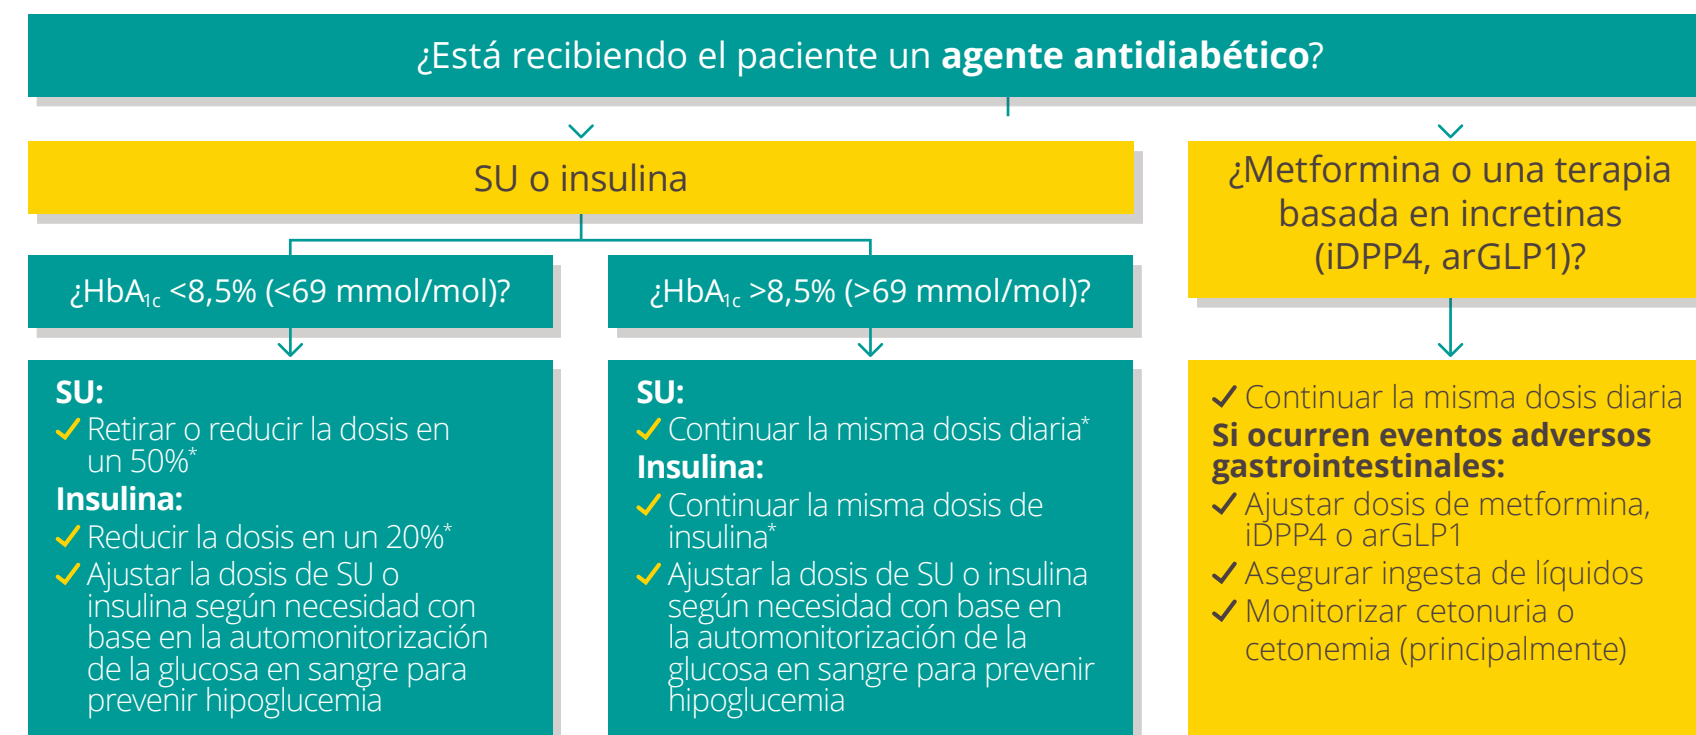 ¿Está recibiendo el paciente un agente antidiabético?
SU o insulina
¿HbA1c <8,5% (<69 mmol/mol)?
SU:
Retirar o reducir la dosis en
un 50%*
Insulina:
Reducir la dosis en un 20%*
Ajustar la dosis de SU o
insulina según necesidad con
base en la automonitorización
de la glucosa en sangre para
prevenir hipoglucemia
¿HbA1c >8,5% (>69 mmol/mol)?
SU:
Continuar la misma dosis diaria*
Insulina:
Continuar la misma dosis de
insulina*
Ajustar la dosis de SU o insulina
según necesidad con base en
la automonitorización de la
glucosa en sangre para prevenir
hipoglucemia
¿Metformina o una terapia
basada en incretinas
(iDPP4, arGLP1)?
Continuar la misma dosis diaria
Si ocurren eventos adversos
gastrointestinales:
Ajustar dosis de metformina,
iDPP4 o arGLP1
Asegurar ingesta de líquidos
Monitorizar cetonuria o
cetonemia (principalmente)